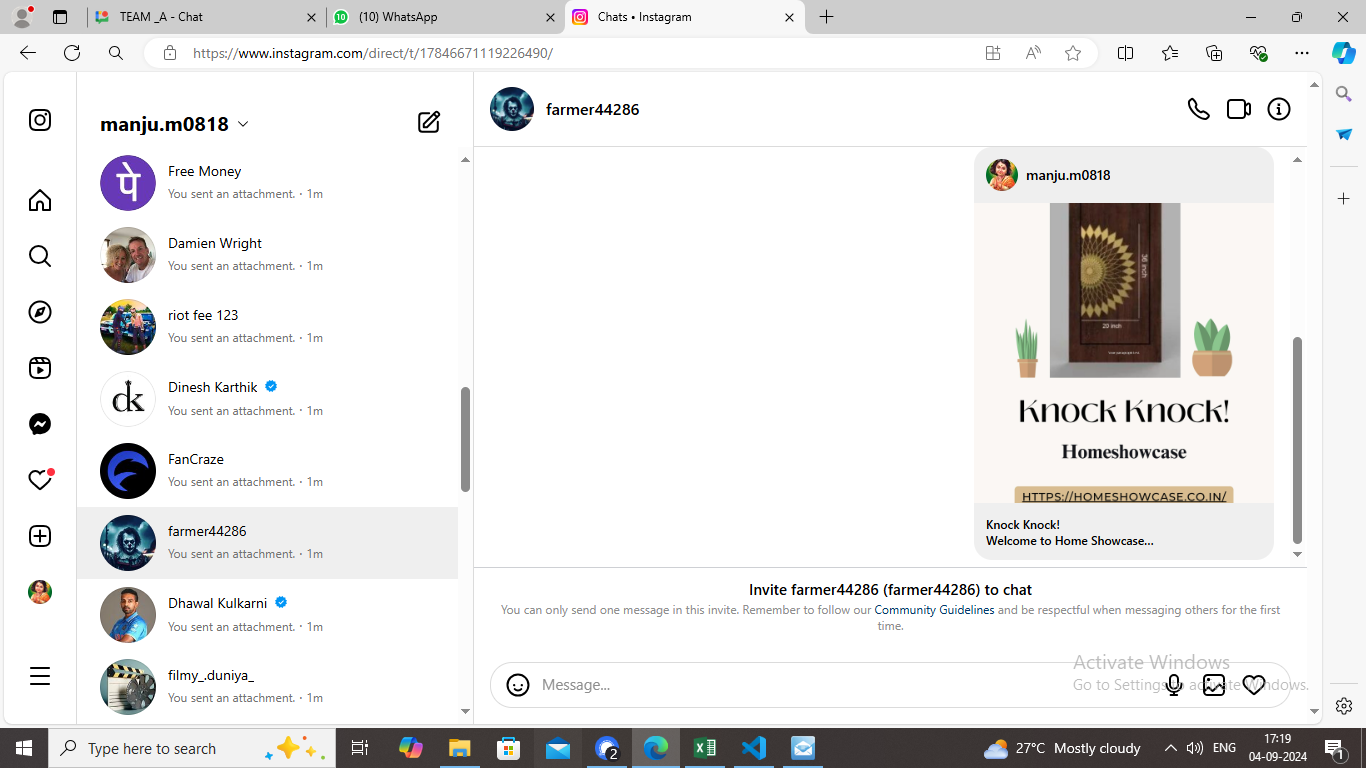 TEAM _A - Chat
(10) WhatsApp
Chats • Instagram
https://www.instagram.com/direct/t/17846671119226490/
manju.m0818
Free Money
You sent an attachment. · 1m
Damien Wright
You sent an attachment. · 1m
riot fee 123
You sent an attachment. · 1m
Dinesh Karthik
You sent an attachment. · 1m
FanCraze
You sent an attachment. · 1m
farmer44286
You sent an attachment. · 1m
Dhawal Kulkarni
You sent an attachment. · 1m
filmy_.duniya_
You sent an attachment. · 1m
farmer44286
manju.m0818
36 inch
20 inch
Knock Knock!
Homeshowcase
HTTPS://HOMESHOWCASE.CO.IN/
Knock Knock!
Welcome to Home Showcase...
Invite farmer44286 (farmer44286) to chat
You can only send one message in this invite. Remember to follow our Community Guidelines and be respectful when messaging others for the first
time.
Message...
Activate Windows
Go to Settings to activate Windows.
पे
dk
10
Type here to search
2
27°C Mostly cloudy
ENG
17:19
04-09-2024
1